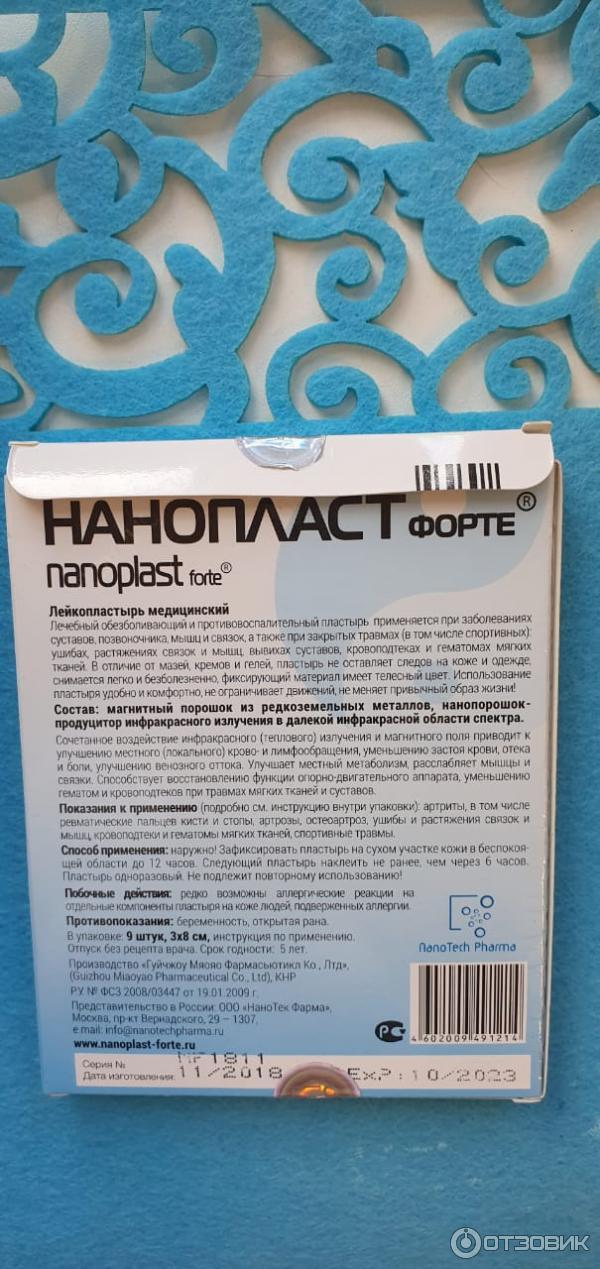 НАНОПЛАСТ ФОРТЕ®
nanoplast forte®
Лейкопластырь медицинский
Лечебный обезболивающий и противовоспалительный пластырь применяется при заболеваниях
суставов, позвоночника, мышц и связок, а также при закрытых травмах (в том числе спортивных):
ушибах, растяжениях связок и мышц, вывихах суставов, кровоподтеках и гематомах мягких
тканей. В отличие от мазей, кремов и гелей, пластырь не оставляет следов на коже и одежде,
снимается легко и безболезненно, фиксирующий материал имеет телесный цвет. Использование
пластыря удобно и комфортно, не ограничивает движений, не меняет привычный образ жизни!
Состав: магнитный порошок из редкоземельных металлов, нанопорошок-
продуцитор инфракрасного излучения в далекой инфракрасной области спектра.
Сочетанное воздействие инфракрасного (теплового) излучения и магнитного поля приводит к
улучшению местного (локального) крово- и лимфообращения, уменьшению застоя крови, отека
и боли, улучшению венозного оттока. Улучшает местный метаболизм, расслабляет мышцы и
связки. Способствует восстановлению функции опорно-двигательного аппарата, уменьшению
гематом и кровоподтеков при травмах мягких тканей и суставов.
Показания к применению (подробно см. инструкцию внутри упаковки): артриты, в том числе
ревматические пальцев кисти и стопы, артрозы, остеоартроз, ушибы и растяжения связок и
мышц, кровоподтеки и гематомы мягких тканей, спортивные травмы.
Способ применения: наружно! Зафиксировать пластырь на сухом участке кожи в беспокоя-
щей области до 12 часов. Следующий пластырь наклеить не ранее, чем через 6 часов.
Пластырь одноразовый. Не подлежит повторному использованию!
Побочные действия: редко возможны аллергические реакции на
отдельные компоненты пластыря на коже людей, подверженных аллергии.
Противопоказания: беременность, открытая рана.
В упаковке: 9 штук, 3х8 см, инструкция по применению.
Отпуск без рецепта врача. Срок годности: 5 лет.
Производство «Гуйчжоу Мяояо Фармасьютикл Ко., Лтд»,
(Guizhou Miaoyao Pharmaceutical Co., Ltd), КНР
Р.У. № ФСЗ 2008/03447 от 19.01.2009 г.
Представительство в России: ООО «НаноТек Фарма»,
Москва, пр-кт Вернадского, 29 – 1307,
e.mail: info@nanotechpharma.ru
www.nanoplast-forte.ru
NanoTech Pharma
РС
4 602009 491214
Серия № NF1811
Дата изготовления: 11/2018 EXP: 10/2023
ОТЗОВИК